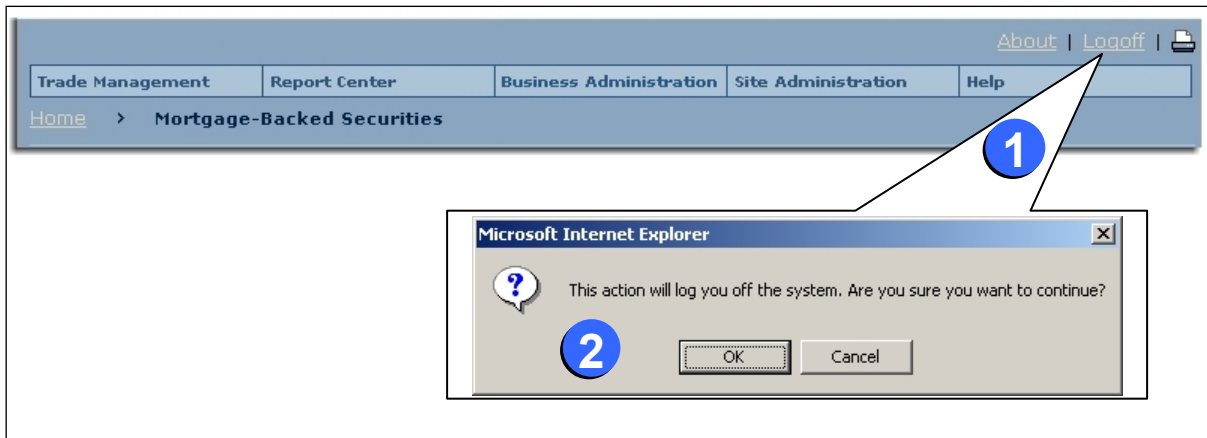 About | Logoff |
Trade Management Report Center Business Administration Site Administration Help
Home > Mortgage-Backed Securities
1
Microsoft Internet Explorer
? This action will log you off the system. Are you sure you want to continue?
2
OK Cancel